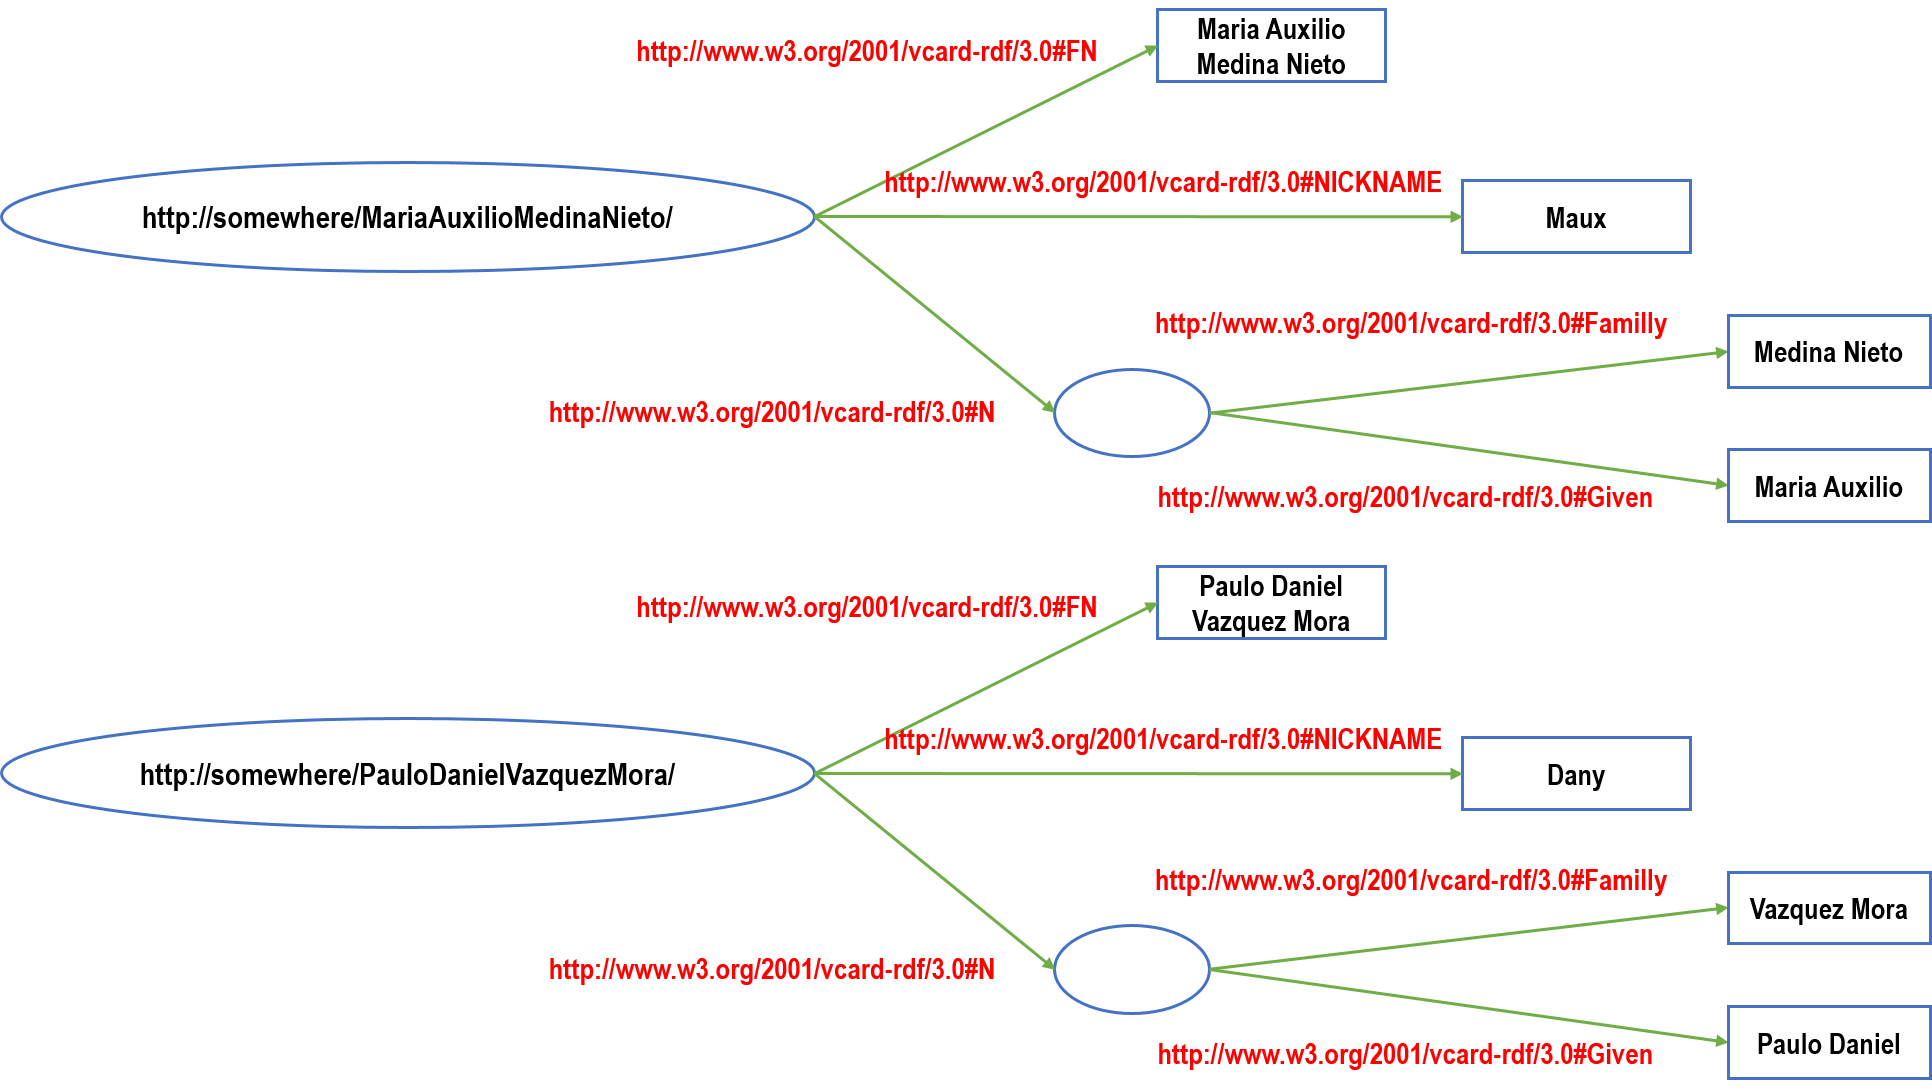 http://www.w3.org/2001/vcard-rdf/3.0#FN
Maria Auxilio
Medina Nieto
http://www.w3.org/2001/vcard-rdf/3.0#NICKNAME
http://somewhere/MariaAuxilioMedinaNieto/
Maux
http://www.w3.org/2001/vcard-rdf/3.0#Familly
Medina Nieto
http://www.w3.org/2001/vcard-rdf/3.0#N
http://www.w3.org/2001/vcard-rdf/3.0#Given
Maria Auxilio
http://www.w3.org/2001/vcard-rdf/3.0#FN
Paulo Daniel
Vazquez Mora
http://www.w3.org/2001/vcard-rdf/3.0#NICKNAME
http://somewhere/PauloDanielVazquezMora/
Dany
http://www.w3.org/2001/vcard-rdf/3.0#Familly
Vazquez Mora
http://www.w3.org/2001/vcard-rdf/3.0#N
http://www.w3.org/2001/vcard-rdf/3.0#Given
Paulo Daniel